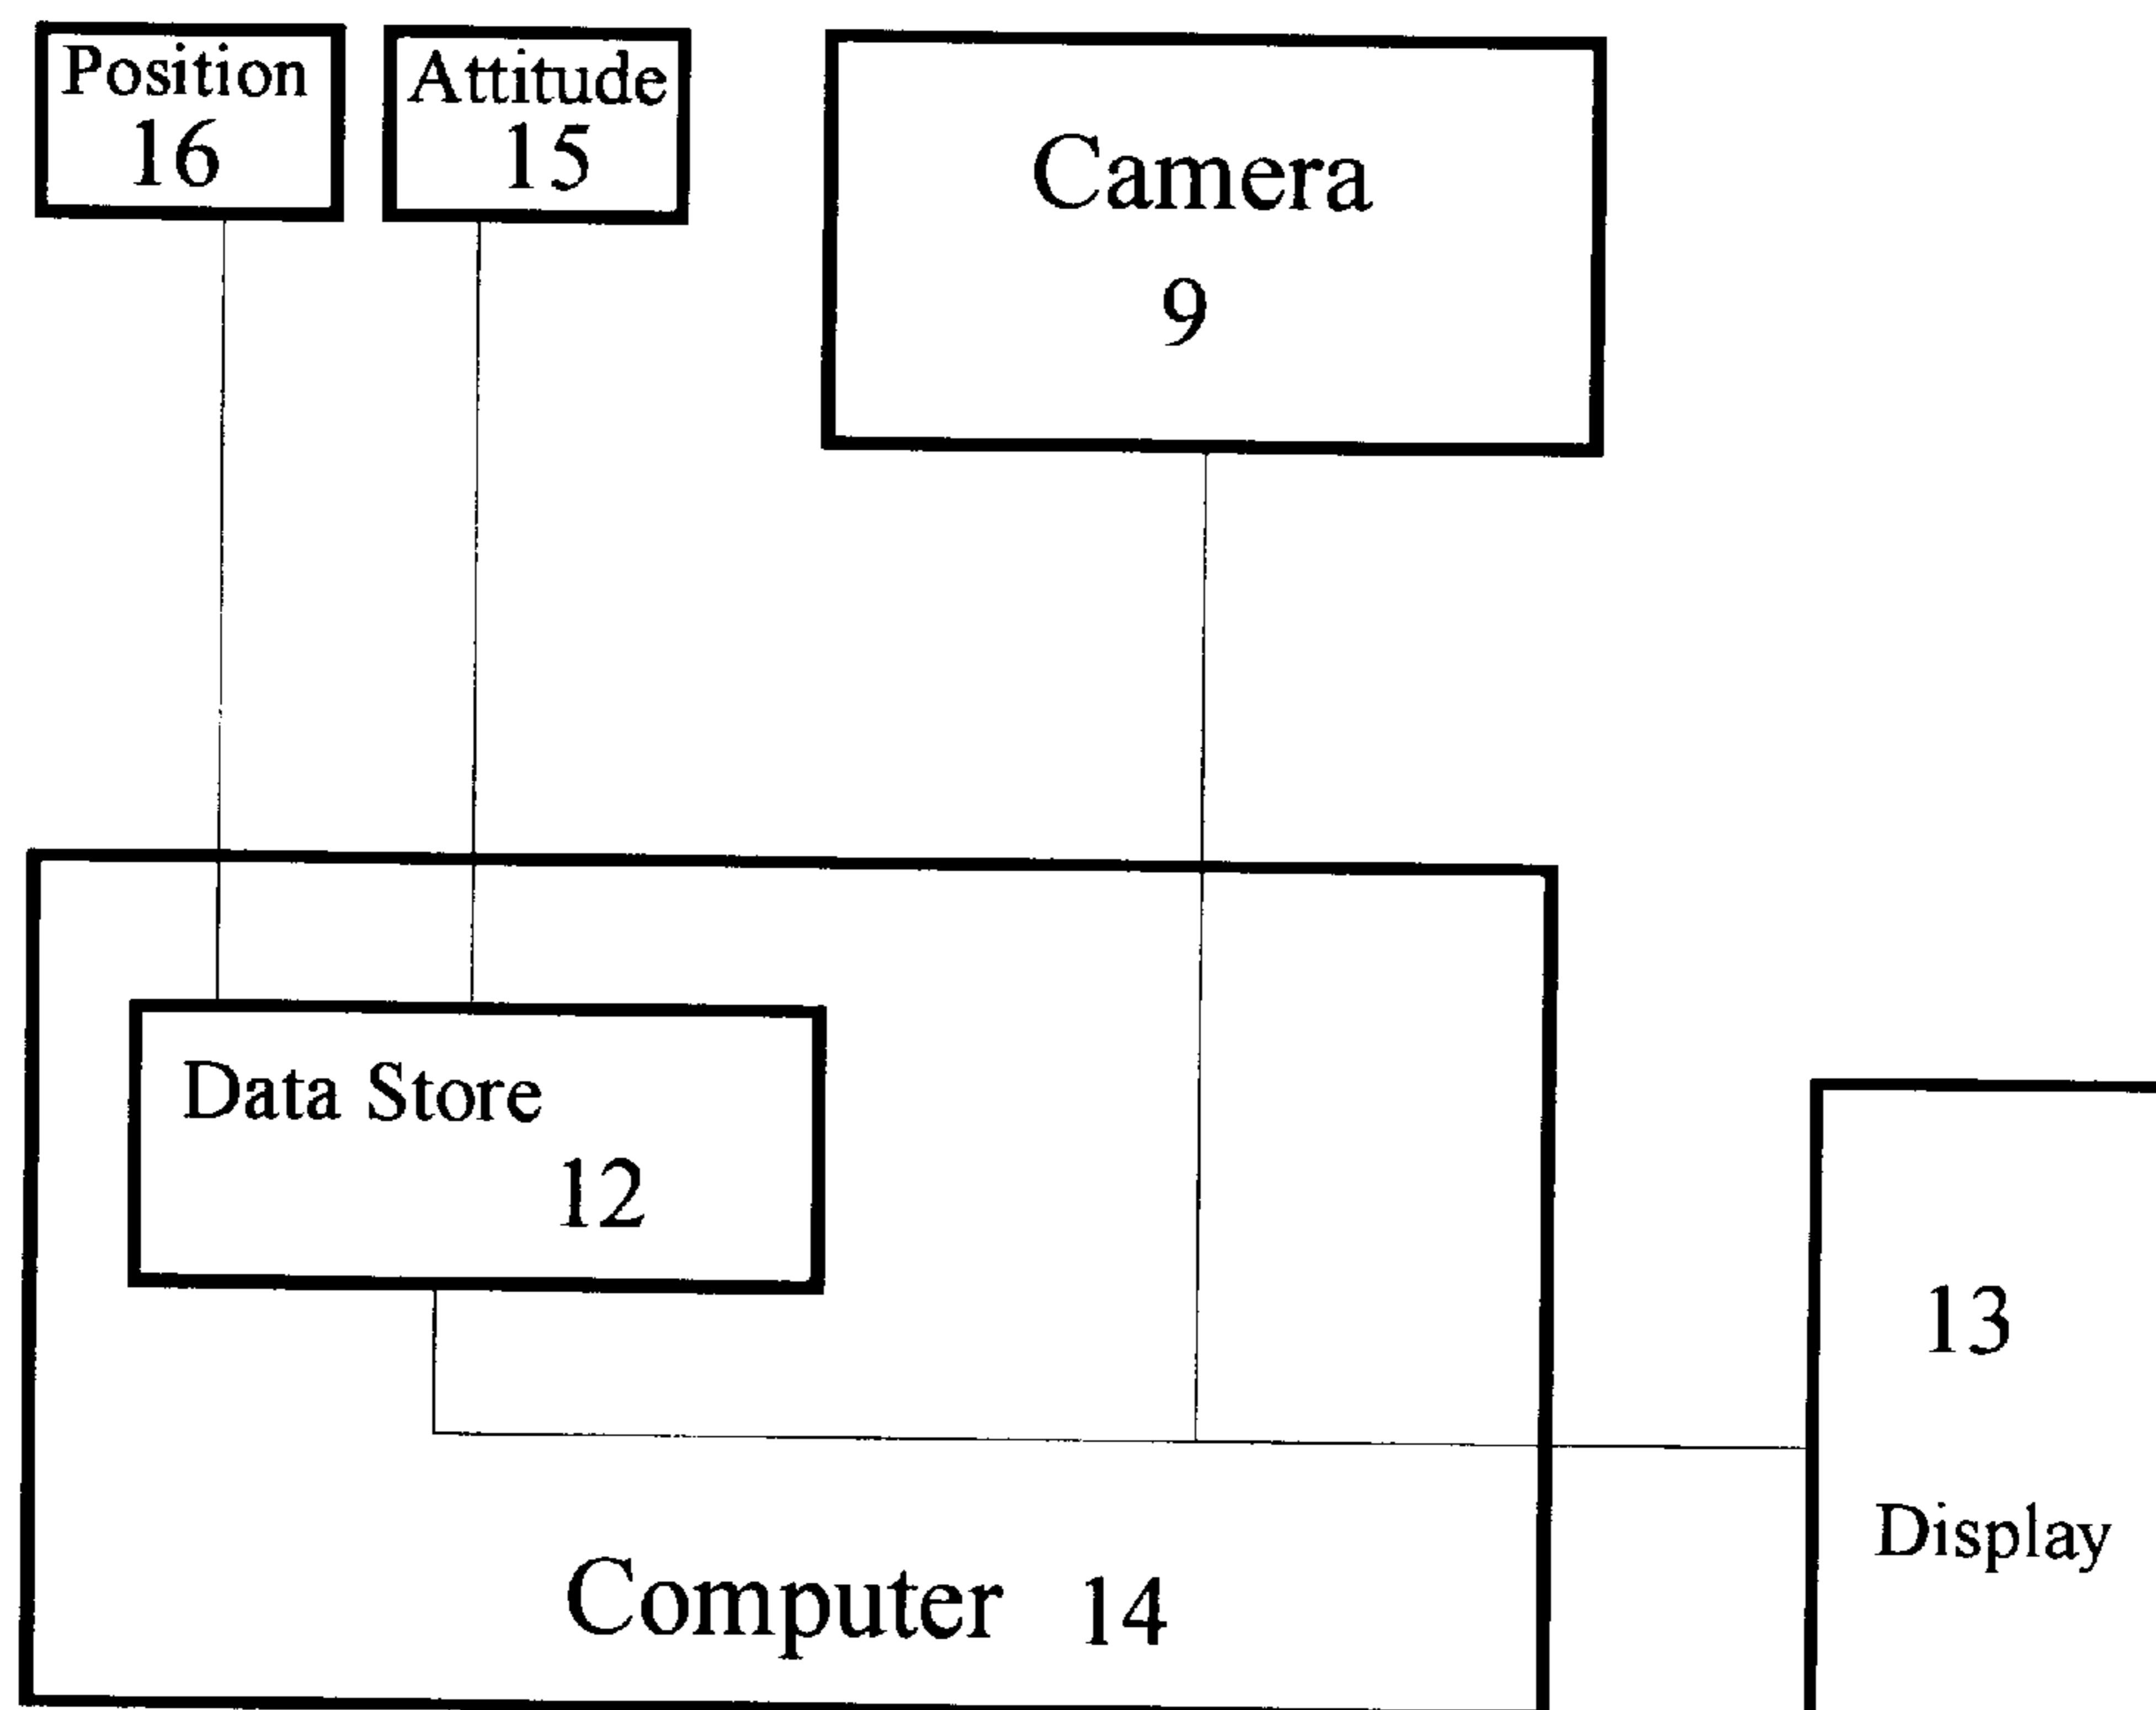 Position
16
Attitude
15
Camera
9
Data Store
12
13
Display
Computer 14